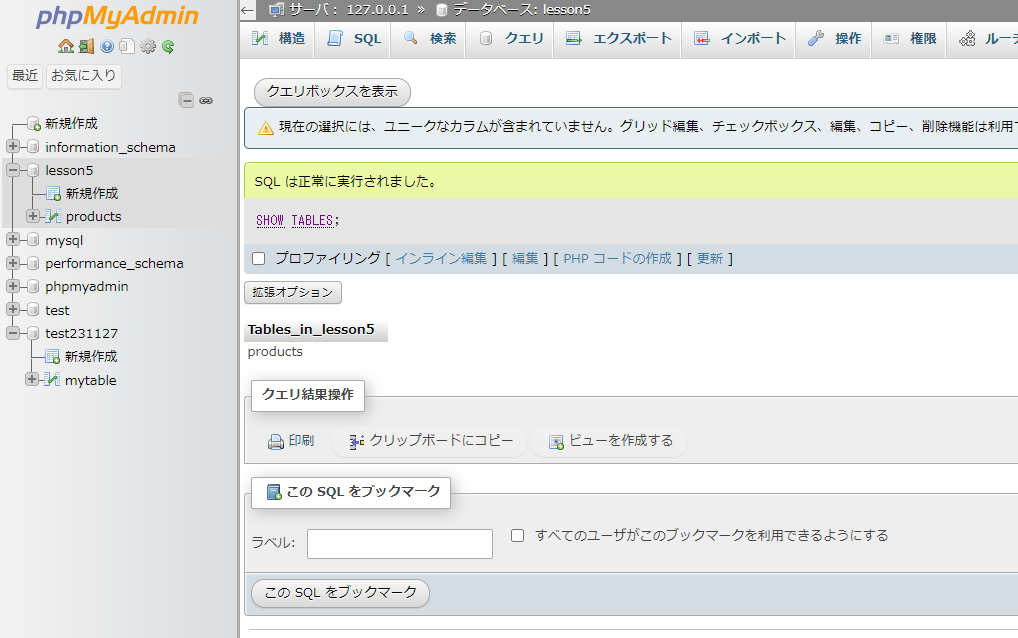 phpMyAdmin
最近 お気に入り
新規作成
information_schema
lesson5
新規作成
products
mysql
performance_schema
phpmyadmin
test
test231127
新規作成
mytable
サーバ: 127.0.0.1 » データベース: lesson5
構造 SQL 検索 クエリ エクスポート インポート 操作 権限 ルーテ
クエリボックスを表示
現在の選択には、ユニークなカラムが含まれていません。グリッド編集、チェックボックス、編集、コピー、削除機能は利用
SQL は正常に実行されました。
SHOW TABLES;
プロファイリング [ インライン編集 ] [ 編集 ] [ PHP コードの作成 ] [ 更新 ]
拡張オプション
Tables_in_lesson5
products
クエリ結果操作
印刷 クリップボードにコピー ビューを作成する
この SQL をブックマーク
ラベル: すべてのユーザがこのブックマークを利用できるようにする
この SQL をブックマーク